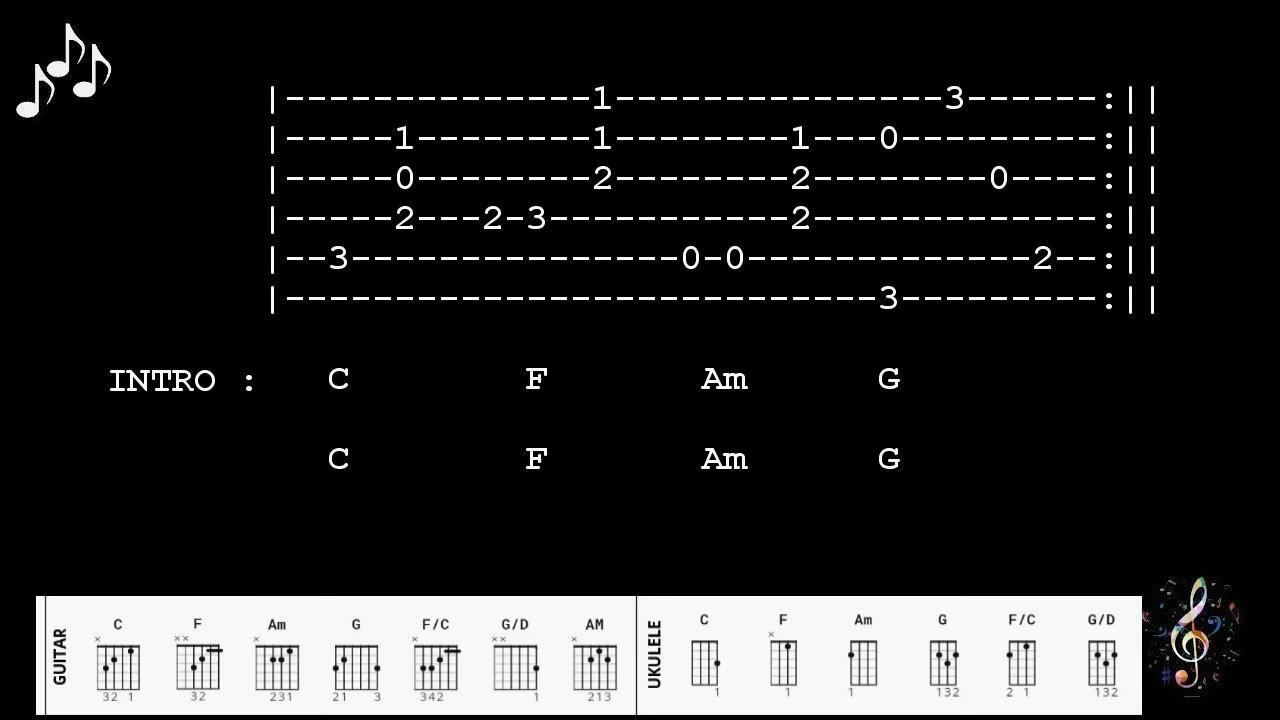 |--------------1---------------3------:||
|-----1--------1--------1---0---------:||
|-----0--------2--------2--------0----:||
|-----2---2-3-----------2-------------:||
|--3---------------0-0-------------2--:||
|---------------------------3---------:||
INTRO : C F Am G
C F Am G
GUITAR
C F Am G F/C G/D AM
x xx x x xx x
32 1 32 231 21 3 342 1 213
UKULELE
C F Am G F/C G/D
x
1 1 1 132 2 1 132